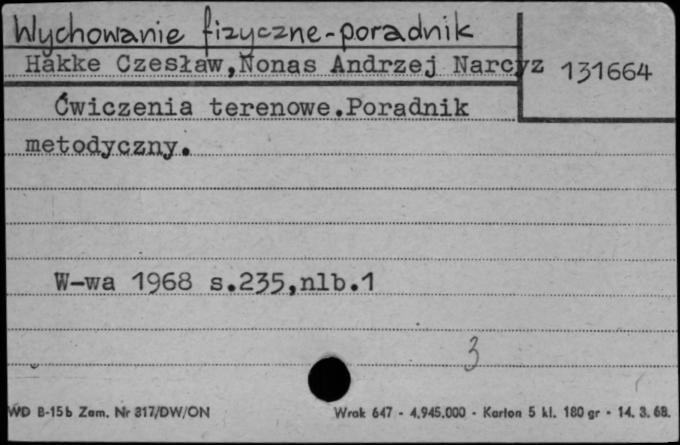 Wychowanie fizyczne-poradnik
Hakke Czesław,Nonas Andrzej Narcyz
131664
Ćwiczenia terenowe.Poradnik
metodyczny.
W-wa 1968 s.235,nlb.1
3
WD B-15b Zam. Nr 317/DW/ON
Wrak 647 - 4.945.000 - Karton 5 kl. 180 gr - 14. 3. 68.